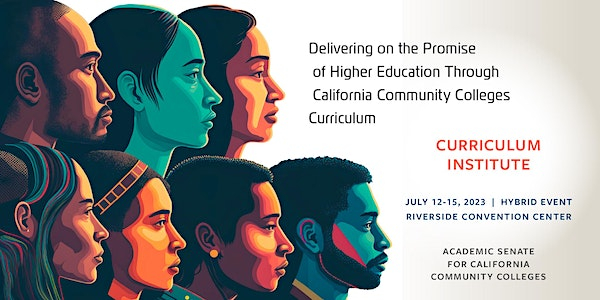 Delivering on the Promise
of Higher Education Through
California Community Colleges
Curriculum
CURRICULUM
INSTITUTE
JULY 12-15, 2023 | HYBRID EVENT
RIVERSIDE CONVENTION CENTER
ACADEMIC SENATE
FOR CALIFORNIA
COMMUNITY COLLEGES